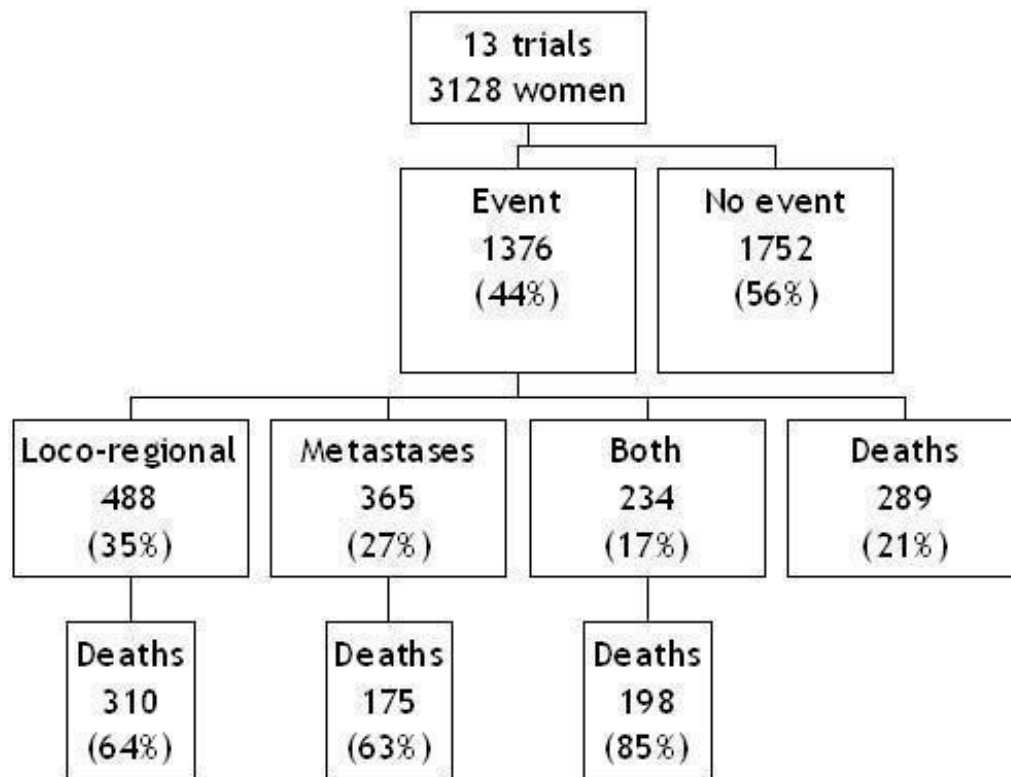 13 trials
3128 women
Event
1376
(44%)
No event
1752
(56%)
Loco-regional
488
(35%)
Metastases
365
(27%)
Both
234
(17%)
Deaths
289
(21%)
Deaths
310
(64%)
Deaths
175
(63%)
Deaths
198
(85%)